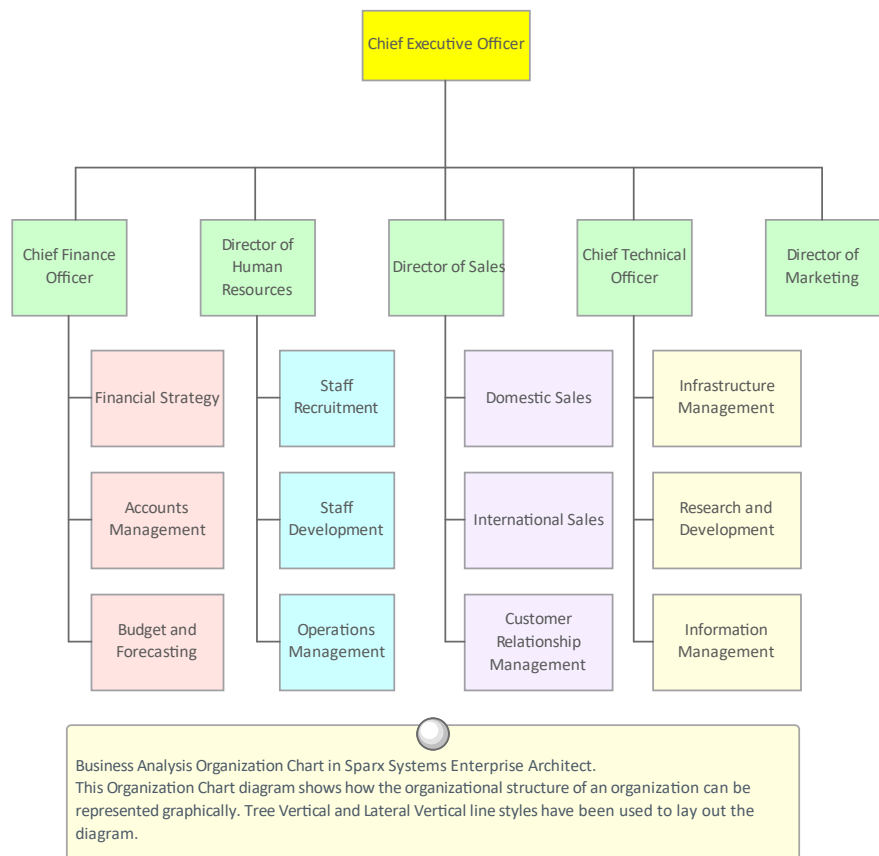 Chief Executive Officer
Chief Finance
Officer
Director of
Human
Resources
Director of Sales
Chief Technical
Officer
Director of
Marketing
Financial Strategy
Staff
Recruitment
Domestic Sales
Infrastructure
Management
Accounts
Management
Staff
Development
International Sales
Research and
Development
Budget and
Forecasting
Operations
Management
Customer
Relationship
Management
Information
Management
Business Analysis Organization Chart in Sparx Systems Enterprise Architect.
This Organization Chart diagram shows how the organizational structure of an organization can be
represented graphically. Tree Vertical and Lateral Vertical line styles have been used to lay out the
diagram.